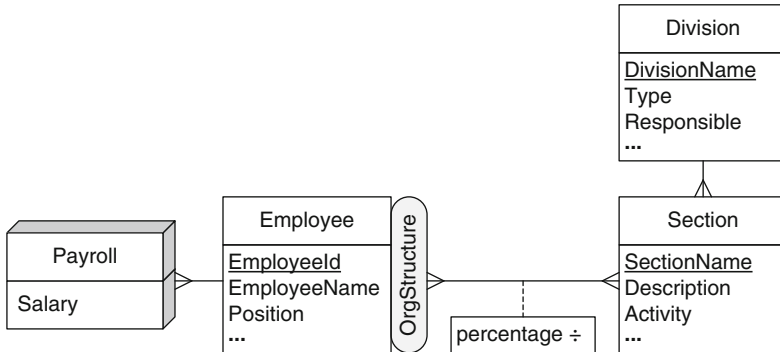 Division
DivisionName
Type
Responsible
...
Payroll
Salary
Employee
EmployeeId
EmployeeName
Position
...
OrgStructure
percentage ÷
Section
SectionName
Description
Activity
...